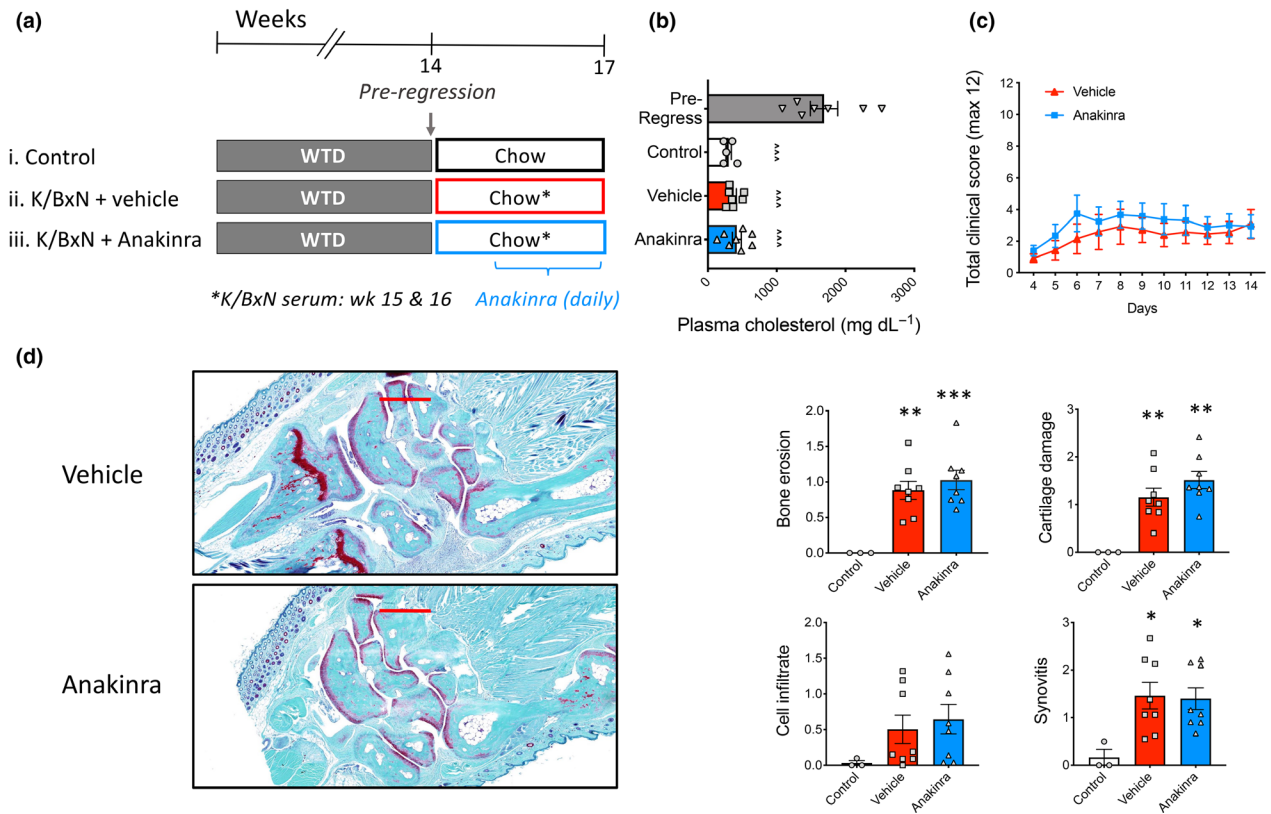 (a)
Weeks
14
17
Pre-regression
i. Control
WTD
Chow
ii. K/BxN + vehicle
WTD
Chow*
iii. K/BxN + Anakinra
WTD
Chow*
*K/BxN serum: wk 15 & 16
Anakinra (daily)
(b)
Pre-
Regress
Control
Vehicle
Anakinra
0
1000
2000
3000
Plasma cholesterol (mg dL⁻¹)
(c)
Total clinical score (max 12)
12
10
8
6
4
2
0
Vehicle
Anakinra
4 5 6 7 8 9 10 11 12 13 14
Days
(d)
Vehicle
Anakinra
Bone erosion
2.0
1.5
1.0
0.5
0.0
**
***
Control
Vehicle
Anakinra
Cartilage damage
3
2
1
0
**
**
Control
Vehicle
Anakinra
Cell infiltrate
2.0
1.5
1.0
0.5
0.0
Control
Vehicle
Anakinra
Synovitis
3
2
1
0
*
*
Control
Vehicle
Anakinra